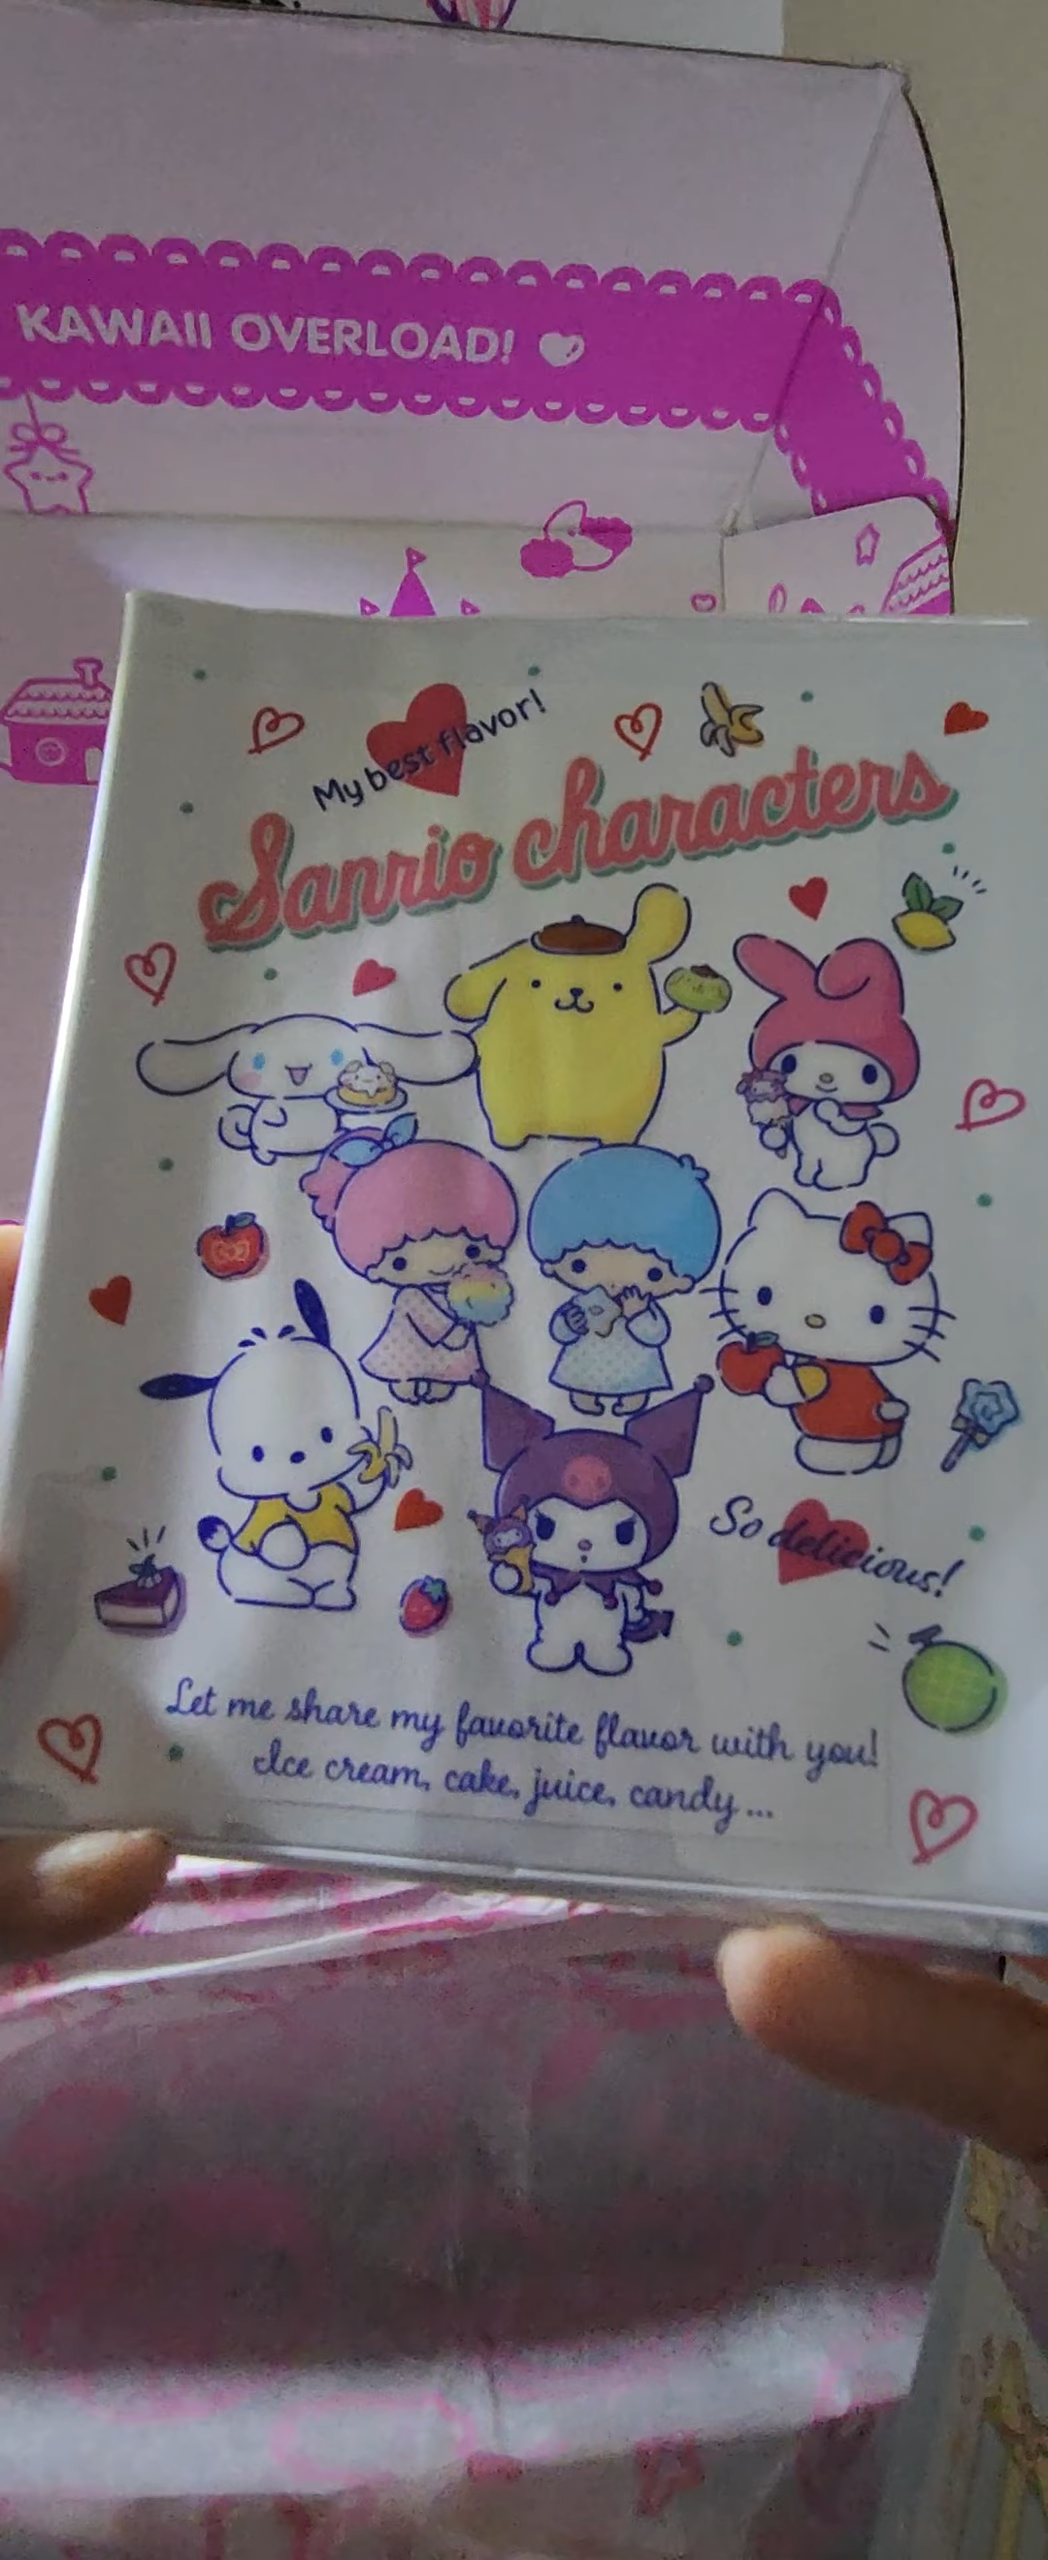 KAWAII OVERLOAD!
My best flavor!
Sanrio characters
So delicious!
Let me share my favorite flavor with you!
Ice cream, cake, juice, candy...